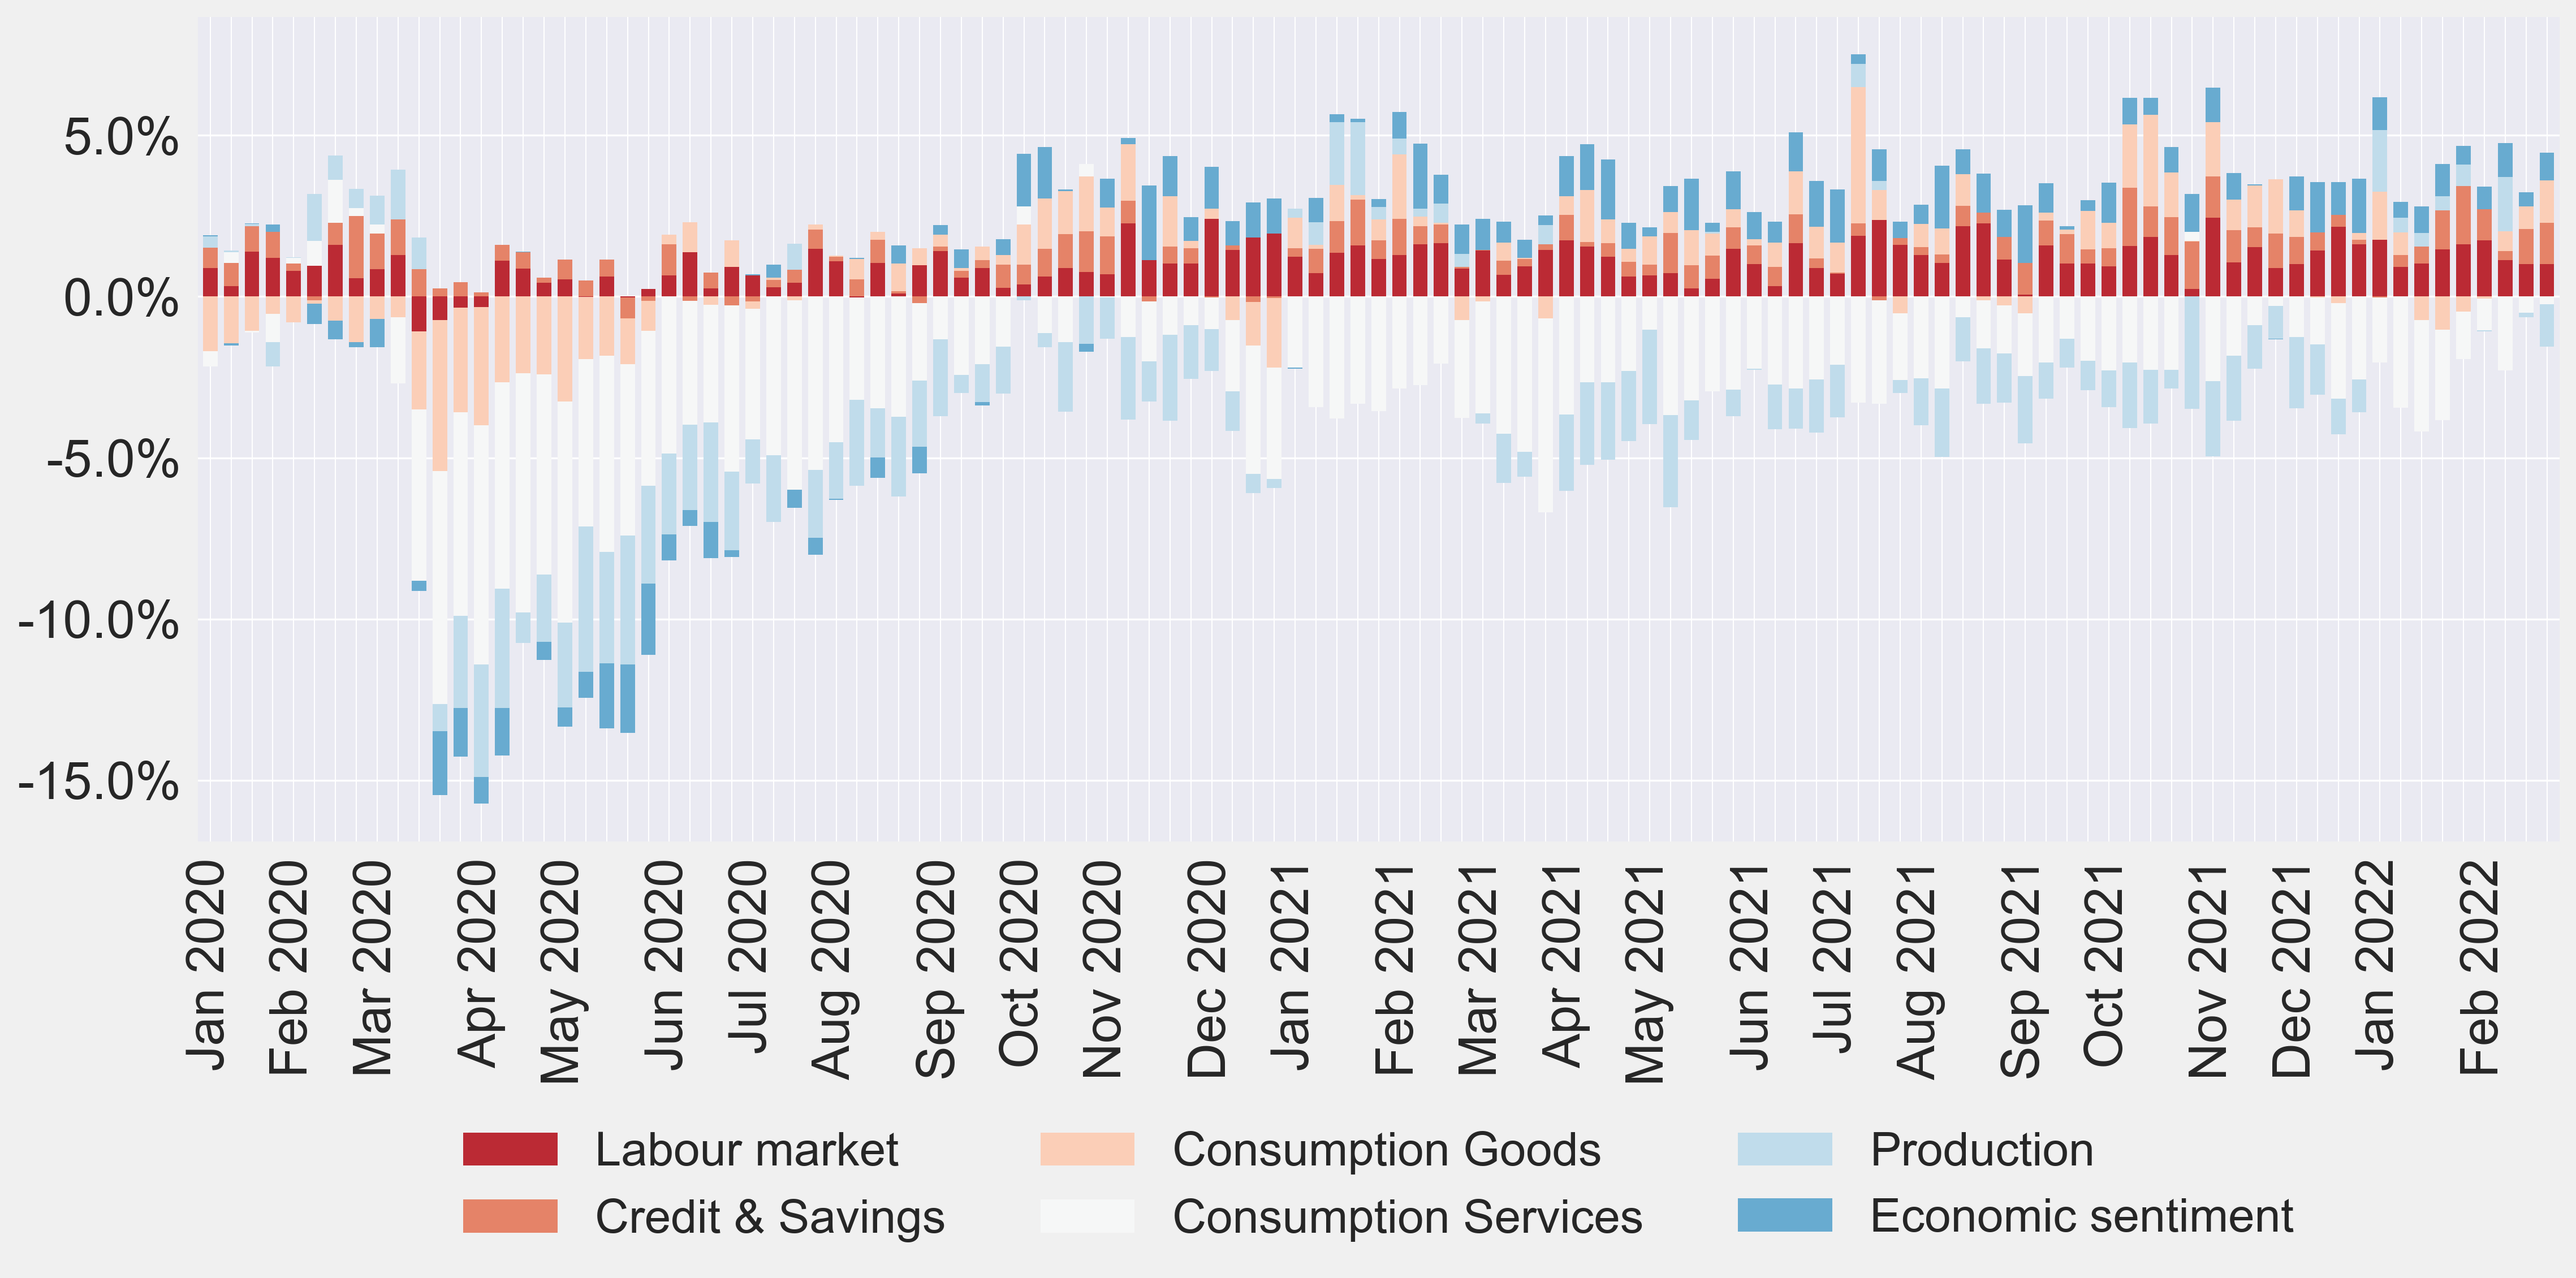 5.0%
0.0%
-5.0%
-10.0%
-15.0%
Jan 2020
Feb 2020
Mar 2020
Apr 2020
May 2020
Jun 2020
Jul 2020
Aug 2020
Sep 2020
Oct 2020
Nov 2020
Dec 2020
Jan 2021
Feb 2021
Mar 2021
Apr 2021
May 2021
Jun 2021
Jul 2021
Aug 2021
Sep 2021
Oct 2021
Nov 2021
Dec 2021
Jan 2022
Feb 2022
Labour market
Consumption Goods
Production
Credit & Savings
Consumption Services
Economic sentiment